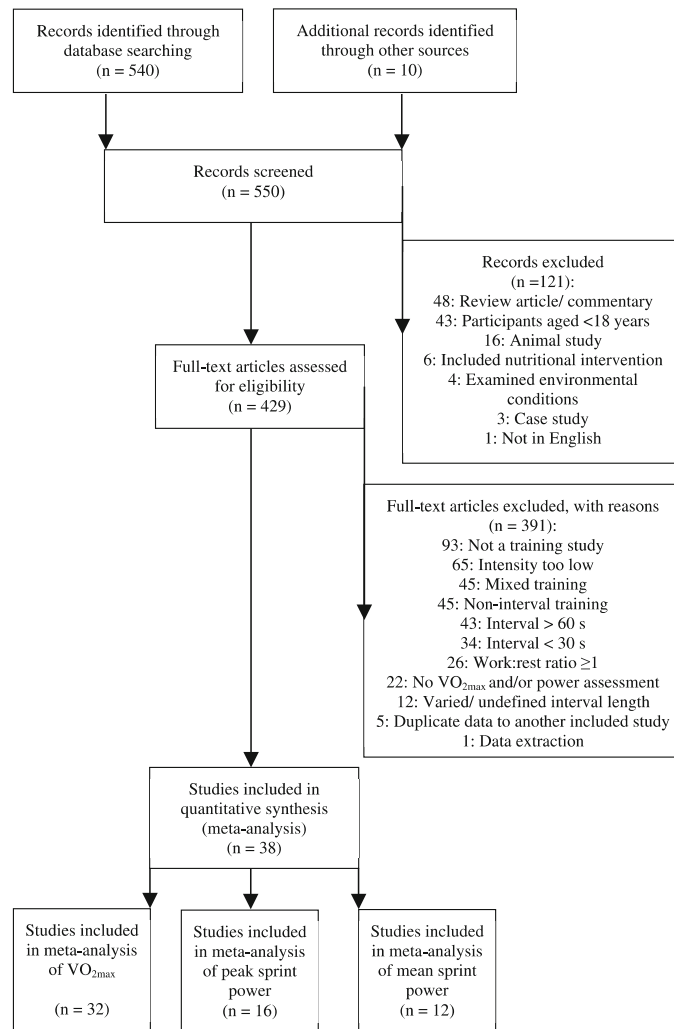 Records identified through
database searching
(n = 540)
Additional records identified
through other sources
(n = 10)
Records screened
(n = 550)
Records excluded
(n =121):
48: Review article/ commentary
43: Participants aged <18 years
16: Animal study
6: Included nutritional intervention
4: Examined environmental
conditions
3: Case study
1: Not in English
Full-text articles assessed
for eligibility
(n = 429)
Full-text articles excluded, with reasons
(n = 391):
93: Not a training study
65: Intensity too low
45: Mixed training
45: Non-interval training
43: Interval > 60 s
34: Interval < 30 s
26: Work:rest ratio ≥1
22: No VO₂max and/or power assessment
12: Varied/ undefined interval length
5: Duplicate data to another included study
1: Data extraction
Studies included in
quantitative synthesis
(meta-analysis)
(n = 38)
Studies included
in meta-analysis
of VO₂max
(n = 32)
Studies included
in meta-analysis
of peak sprint
power
(n = 16)
Studies included
in meta-analysis
of mean sprint
power
(n = 12)